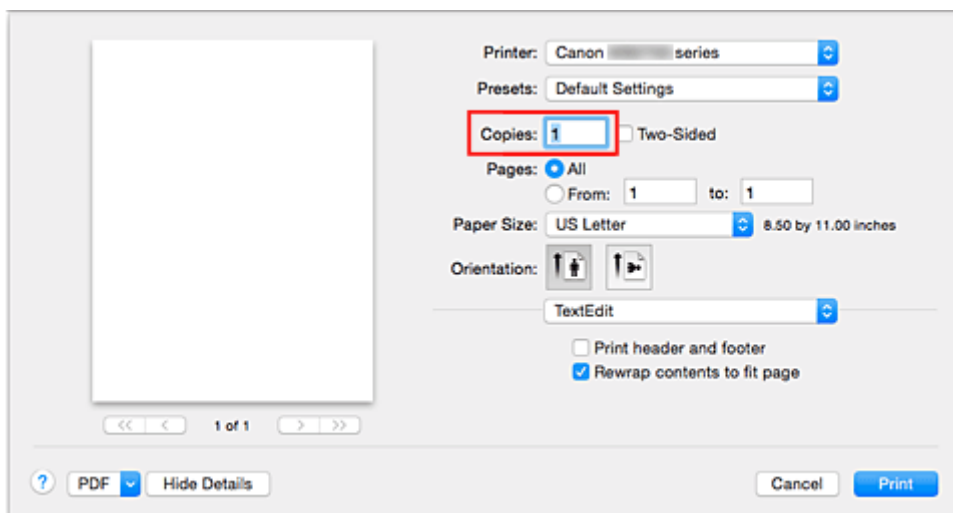 Printer: Canon series
Presets: Default Settings
Copies: 1 Two-Sided
Pages: All
From: 1 to: 1
Paper Size: US Letter 8.50 by 11.00 inches
Orientation:
TextEdit
Print header and footer
Rewrap contents to fit page
<< < 1 of 1 > >>
? PDF Hide Details Cancel Print